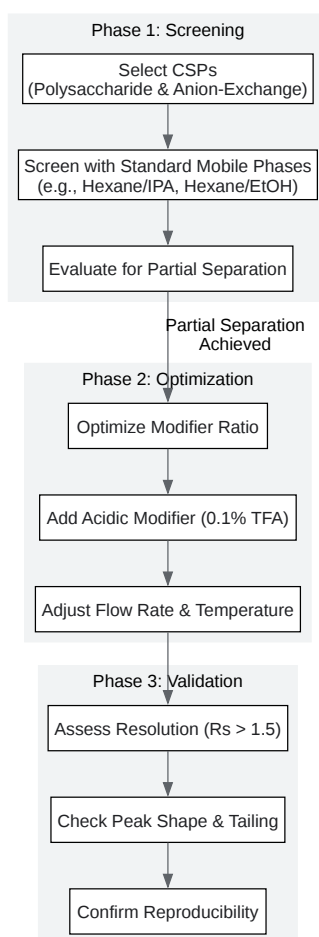 Phase 1: Screening
Select CSPs
(Polysaccharide & Anion-Exchange)
Screen with Standard Mobile Phases
(e.g., Hexane/IPA, Hexane/EtOH)
Evaluate for Partial Separation
Partial Separation
Achieved
Phase 2: Optimization
Optimize Modifier Ratio
Add Acidic Modifier (0.1% TFA)
Adjust Flow Rate & Temperature
Phase 3: Validation
Assess Resolution (Rs > 1.5)
Check Peak Shape & Tailing
Confirm Reproducibility